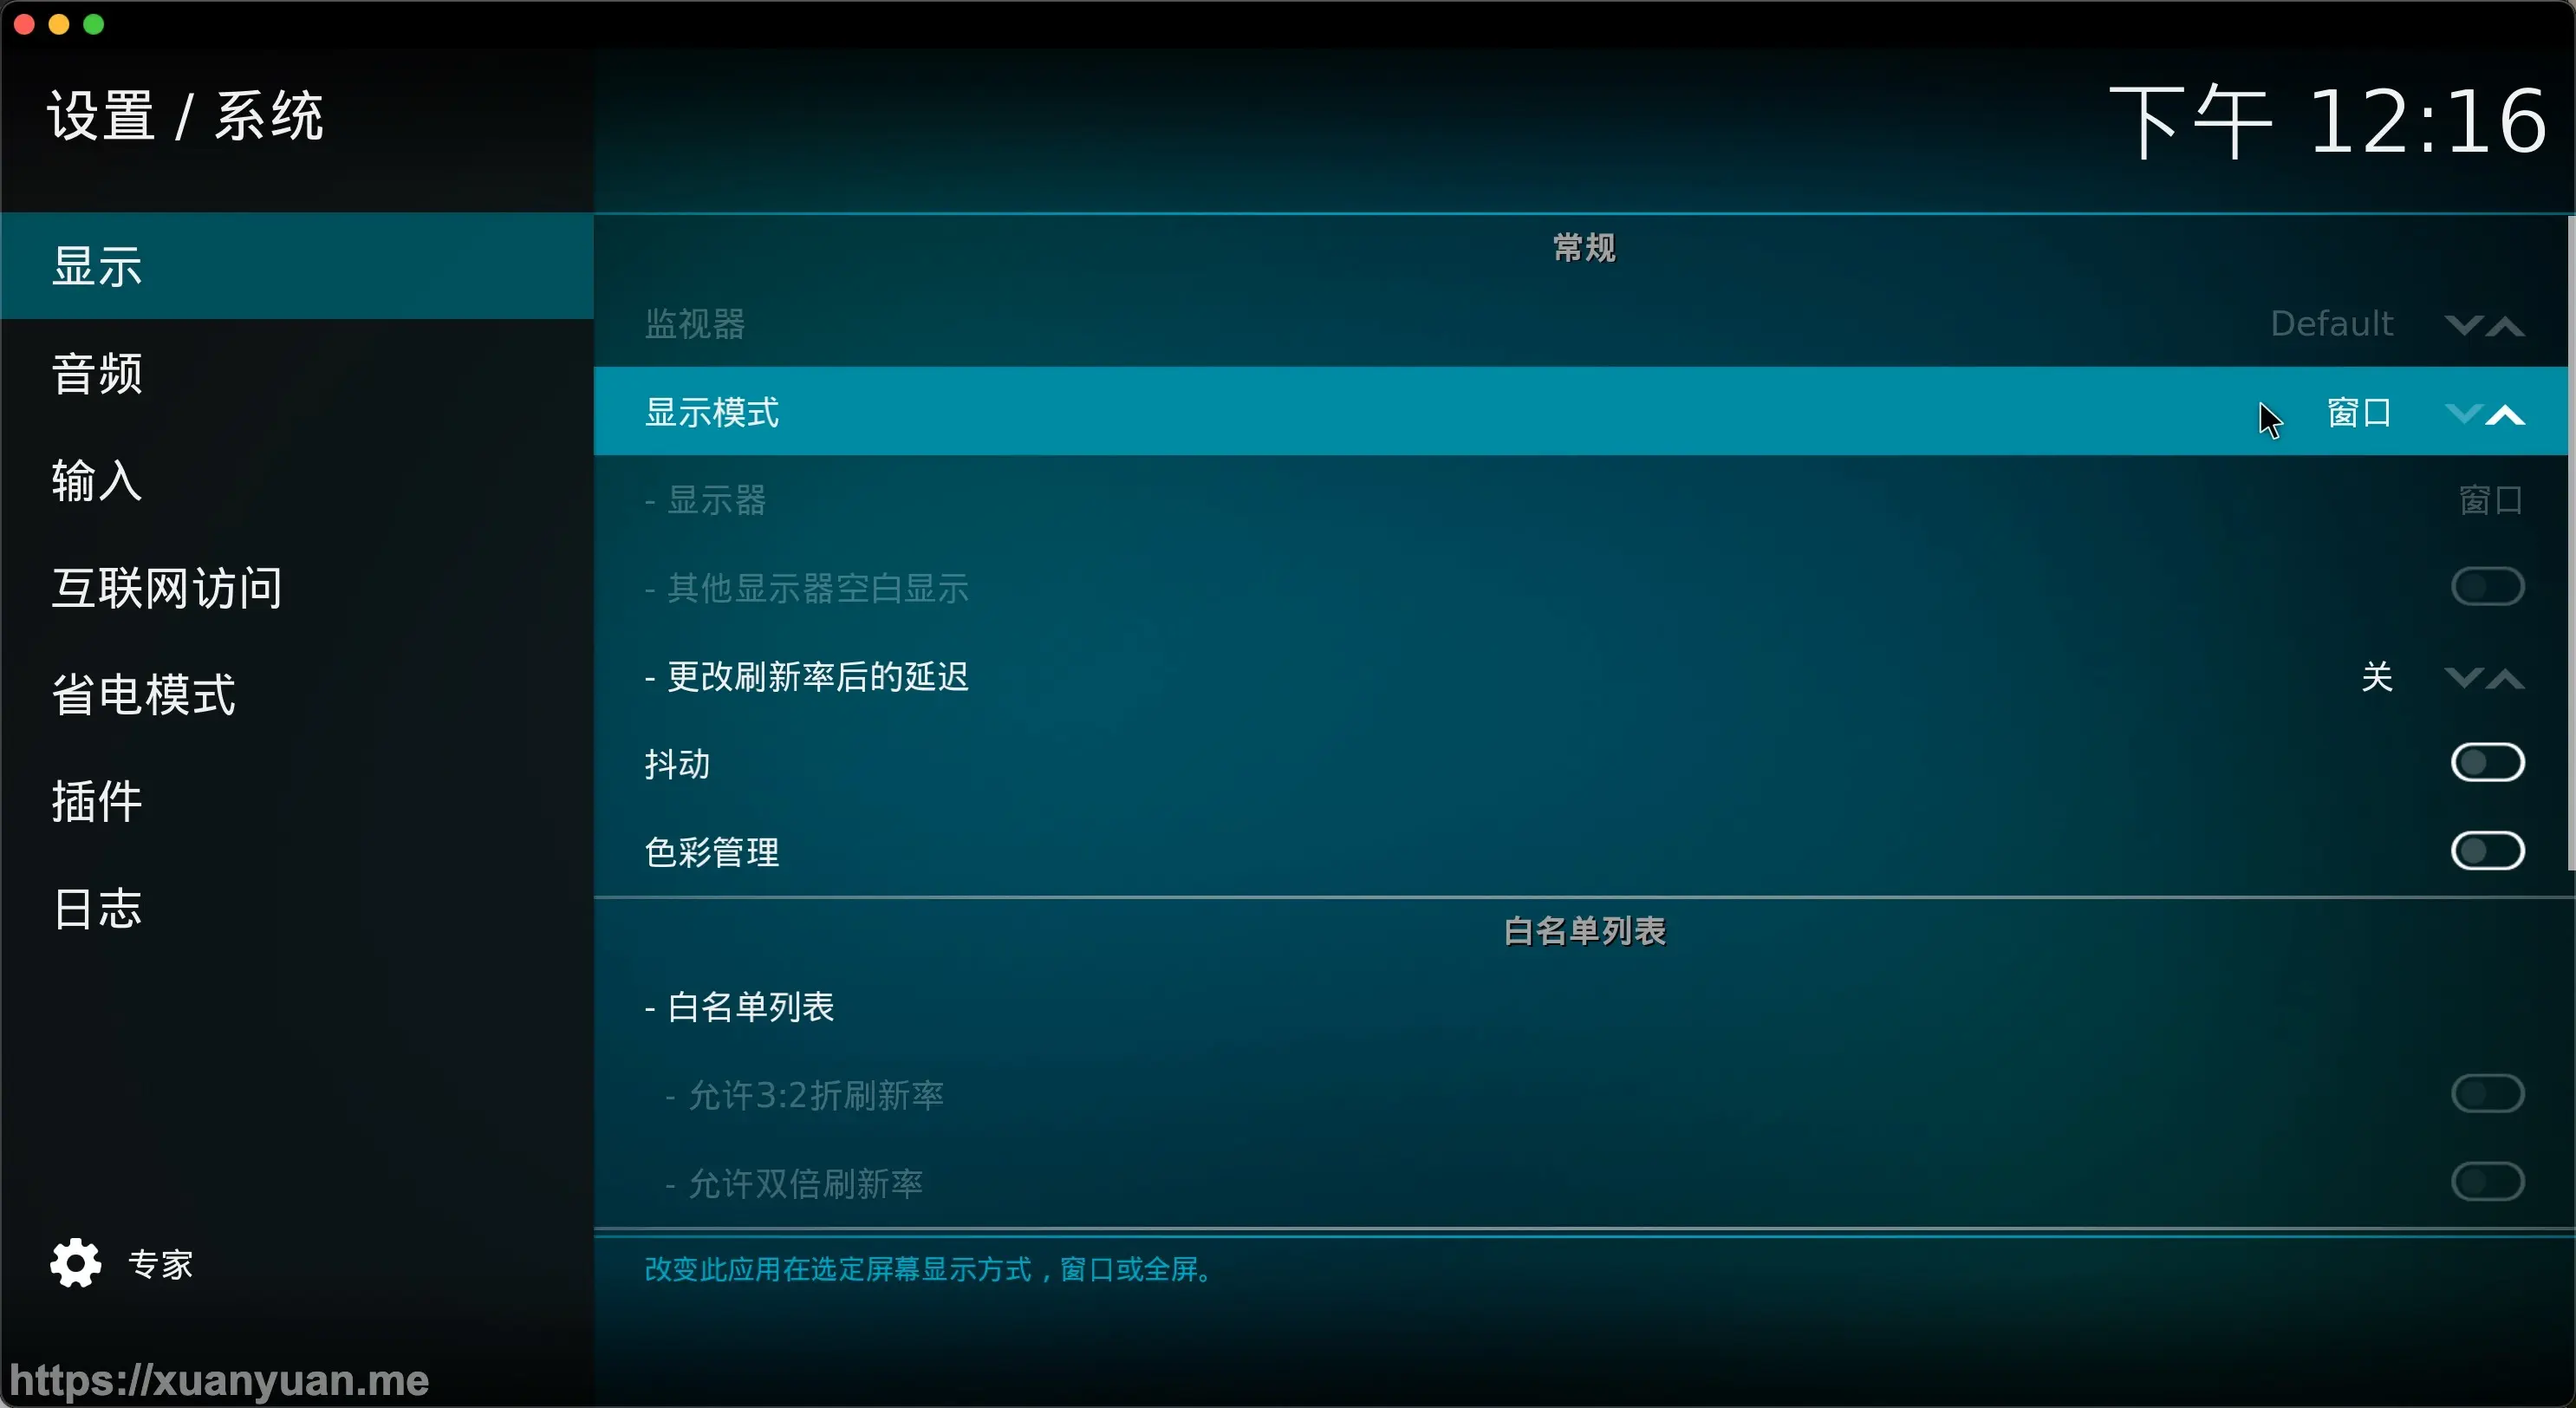 设置 / 系统
下午 12:16
显示
音频
输入
互联网访问
省电模式
插件
日志
专家
常规
监视器 Default
显示模式 窗口
- 显示器 窗口
- 其他显示器空白显示
- 更改刷新率后的延迟 关
抖动
色彩管理
白名单列表
- 白名单列表
- 允许3:2折刷新率
- 允许双倍刷新率
改变此应用在选定屏幕显示方式，窗口或全屏。
https://xuanyuan.me